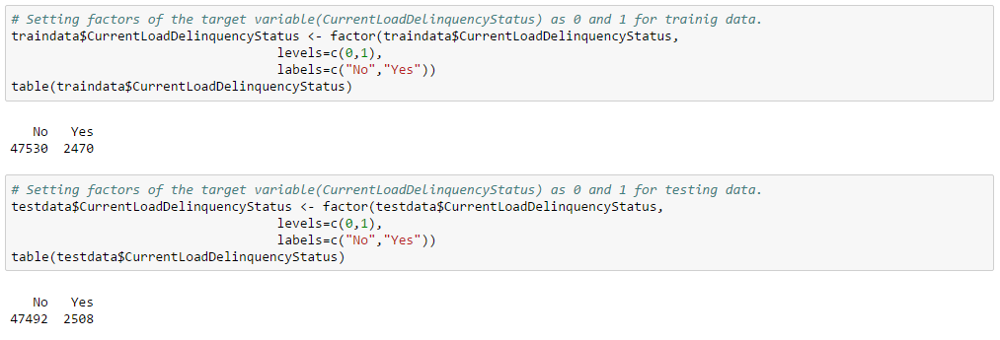 # Setting factors of the target variable(CurrentLoadDelinquencyStatus) as 0 and 1 for trainig data.
traindata$CurrentLoadDelinquencyStatus <- factor(traindata$CurrentLoadDelinquencyStatus,
levels=c(0,1),
labels=c("No","Yes"))
table(traindata$CurrentLoadDelinquencyStatus)
No Yes
47530 2470
# Setting factors of the target variable(CurrentLoadDelinquencyStatus) as 0 and 1 for testing data.
testdata$CurrentLoadDelinquencyStatus <- factor(testdata$CurrentLoadDelinquencyStatus,
levels=c(0,1),
labels=c("No","Yes"))
table(testdata$CurrentLoadDelinquencyStatus)
No Yes
47492 2508